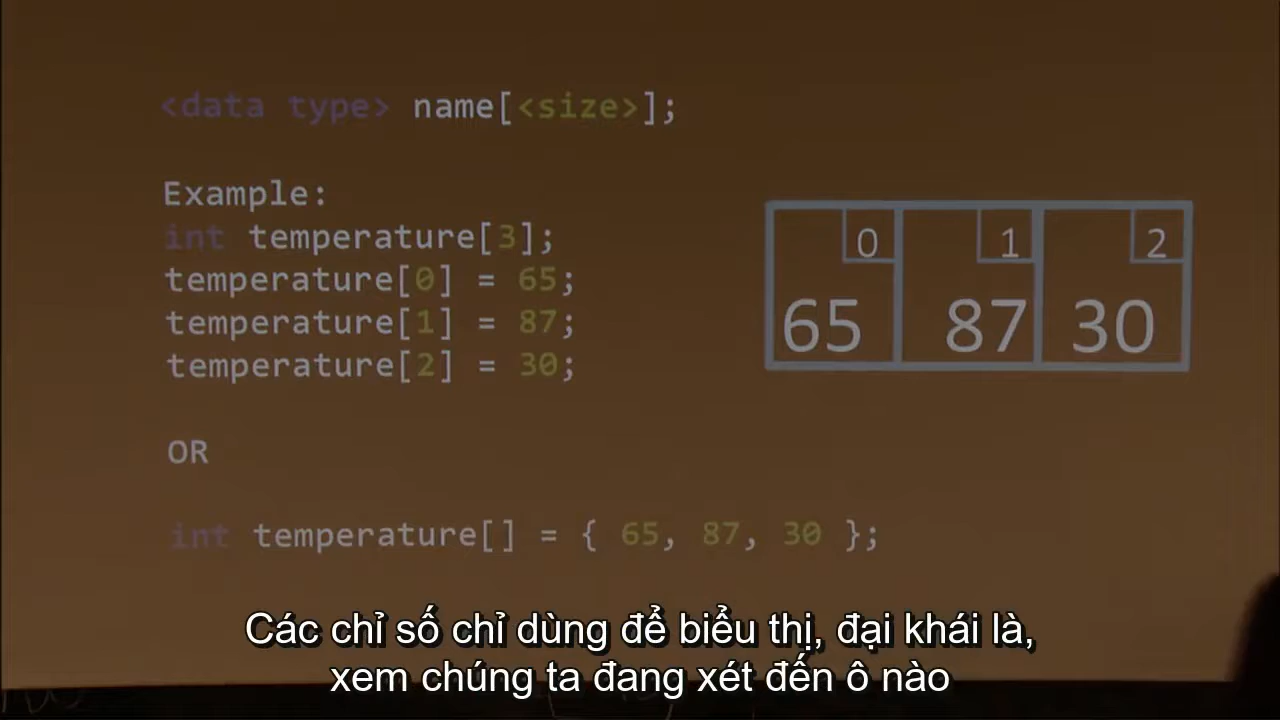 <data type> name[<size>];
Example:
int temperature[3];
temperature[0] = 65;
temperature[1] = 87;
temperature[2] = 30;
0 1 2
65 87 30
OR
int temperature[] = { 65, 87, 30 };
Các chỉ số chỉ dùng để biểu thị, đại khái là,
xem chúng ta đang xét đến ô nào